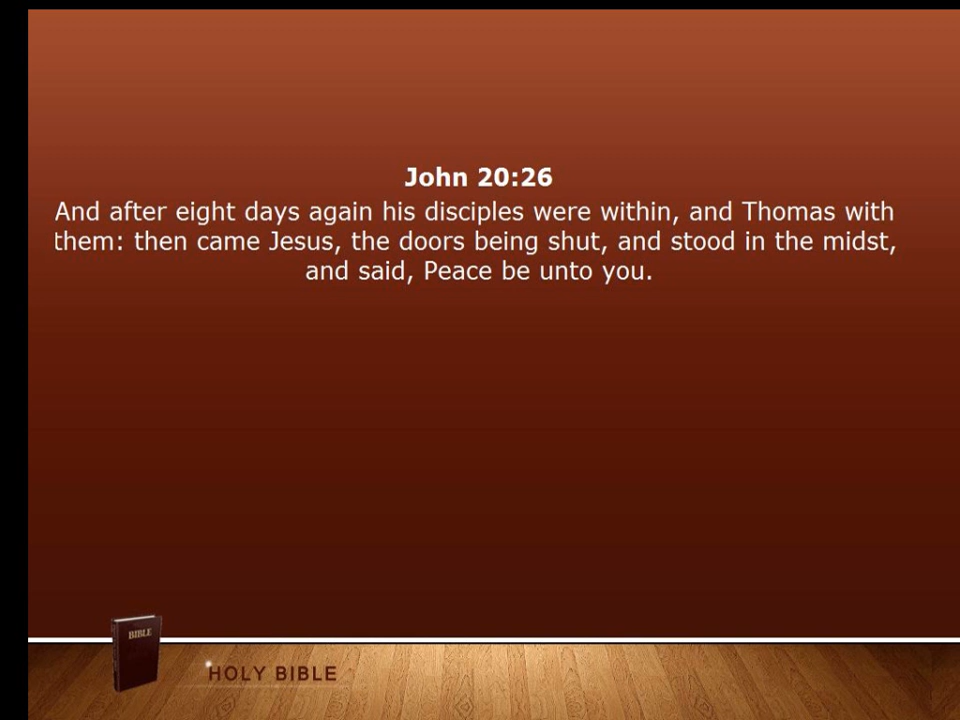 John 20:26
And after eight days again his disciples were within, and Thomas with
them: then came Jesus, the doors being shut, and stood in the midst,
and said, Peace be unto you.
BIBLE
HOLY BIBLE